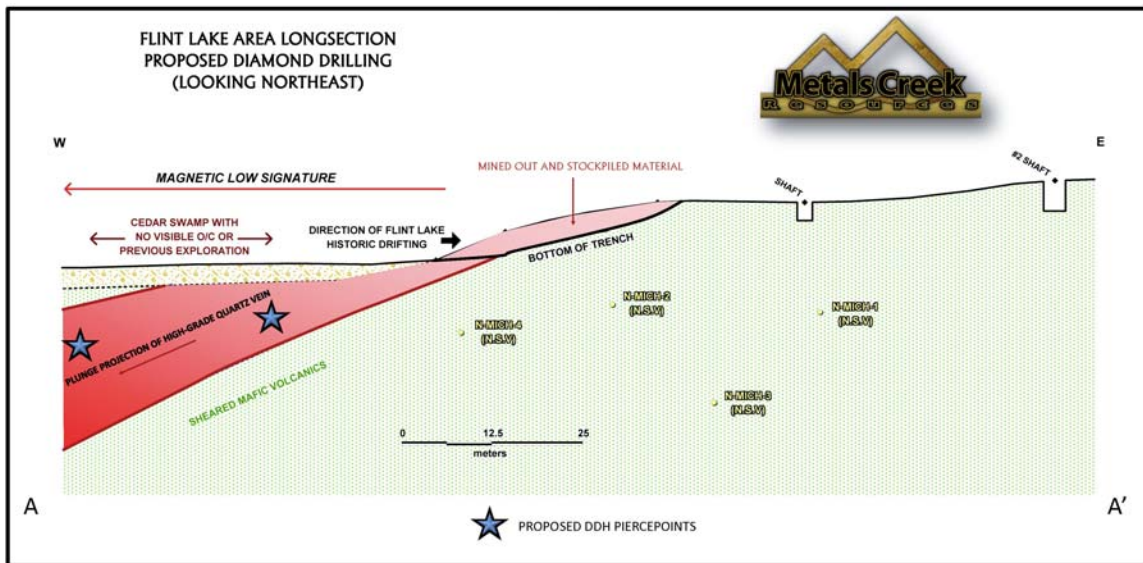 FLINT LAKE AREA LONGSECTION
PROPOSED DIAMOND DRILLING
(LOOKING NORTHEAST)
Metals Creek
Resources
W
E
MAGNETIC LOW SIGNATURE
MINED OUT AND STOCKPILED MATERIAL
SHAFT
#2 SHAFT
CEDAR SWAMP WITH
NO VISIBLE O/C OR
PREVIOUS EXPLORATION
DIRECTION OF FLINT LAKE
HISTORIC DRIFTING
BOTTOM OF TRENCH
PLUNGE PROJECTION OF HIGH-GRADE QUARTZ VEIN
SHEARED MAFIC VOLCANICS
N-MICH-4
(N.S.V)
N-MICH-2
(N.S.V)
N-MICH-1
(N.S.V)
N-MICH-3
(N.S.V)
0 12.5 25
meters
A
A'
PROPOSED DDH PIERCEPOINTS